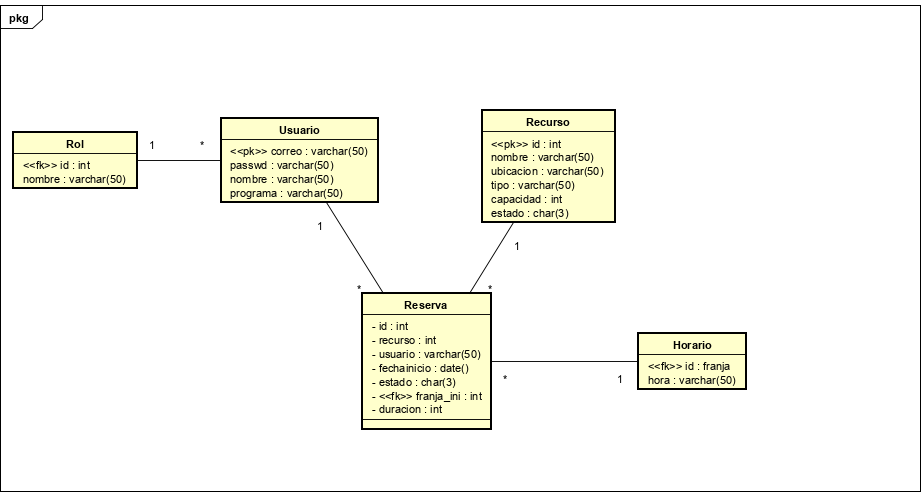 pkg
Rol
<<fk>> id : int
nombre : varchar(50)
1
*
Usuario
<<pk>> correo : varchar(50)
passwd : varchar(50)
nombre : varchar(50)
programa : varchar(50)
Recurso
<<pk>> id : int
nombre : varchar(50)
ubicacion : varchar(50)
tipo : varchar(50)
capacidad : int
estado : char(3)
1
1
*
*
Reserva
- id : int
- recurso : int
- usuario : varchar(50)
- fechainicio : date()
- estado : char(3)
- <<fk>> franja_ini : int
- duracion : int
*
1
Horario
<<fk>> id : franja
hora : varchar(50)